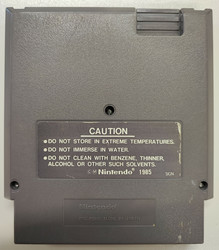 CAUTION
•DO NOT STORE IN EXTREME TEMPERATURES.
•DO NOT IMMERSE IN WATER.
•DO NOT CLEAN WITH BENZENE, THINNER,
ALCOHOL OR OTHER SUCH SOLVENTS.
©® Nintendo 1985